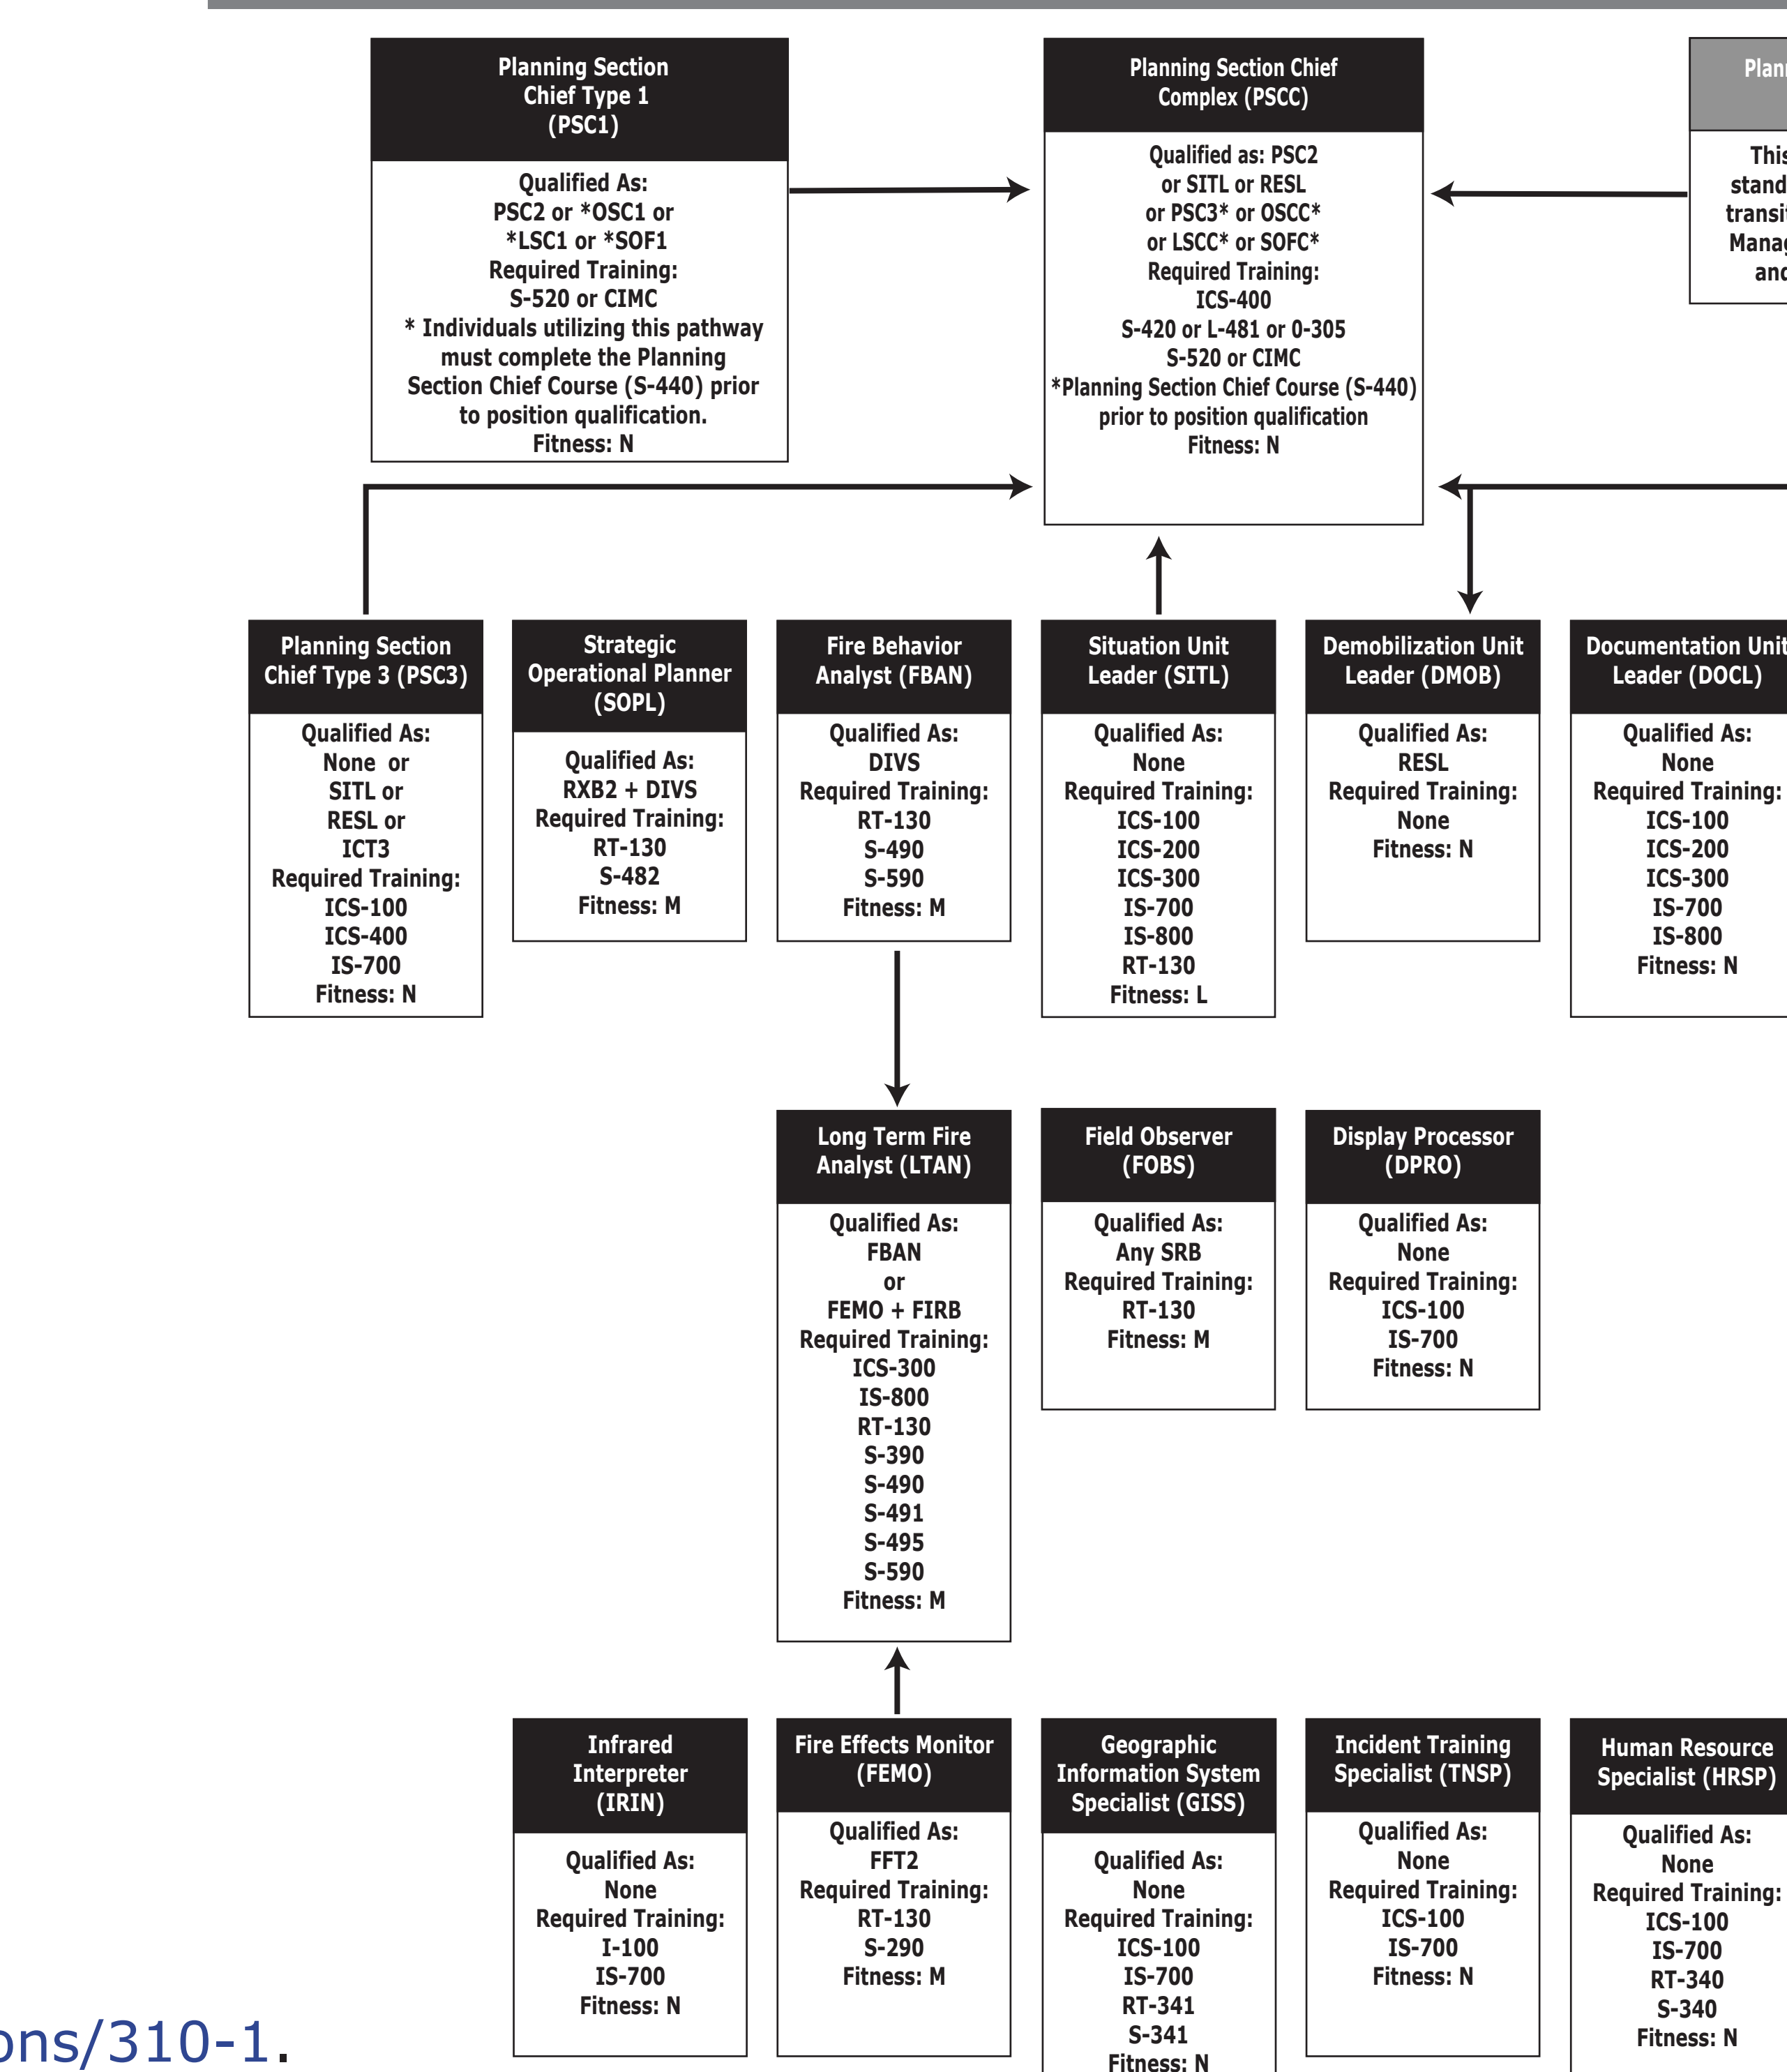 Planning Section
Chief Type 1
(PSC1)
Qualified As:
PSC2 or *OSC1 or
*LSC1 or *SOF1
Required Training:
S-520 or CIMC
* Individuals utilizing this pathway
must complete the Planning
Section Chief Course (S-440) prior
to position qualification.
Fitness: N
Planning Section Chief
Complex (PSCC)
Qualified as: PSC2
or SITL or RESL
or PSC3* or OSCC*
or LSCC* or SOFC*
Required Training:
ICS-400
S-420 or L-481 or 0-305
S-520 or CIMC
*Planning Section Chief Course (S-440)
prior to position qualification
Fitness: N
This
Planning Section
Chief Type 3 (PSC3)
Qualified As:
None or
SITL or
RESL or
ICT3
Required Training:
ICS-100
ICS-400
IS-700
Fitness: N
Strategic
Operational Planner
(SOPL)
Qualified As:
RXB2 + DIVS
Required Training:
RT-130
S-482
Fitness: M
Fire Behavior
Analyst (FBAN)
Qualified As:
DIVS
Required Training:
RT-130
S-490
S-590
Fitness: M
Situation Unit
Leader (SITL)
Qualified As:
None
Required Training:
ICS-100
ICS-200
ICS-300
IS-700
IS-800
RT-130
Fitness: L
Demobilization Unit
Leader (DMOB)
Qualified As:
RESL
Required Training:
None
Fitness: N
Documentation Unit
Leader (DOCL)
Qualified As:
None
Required Training:
ICS-100
ICS-200
ICS-300
IS-700
IS-800
Fitness: N
Long Term Fire
Analyst (LTAN)
Qualified As:
FBAN
or
FEMO + FIRB
Required Training:
ICS-300
IS-800
RT-130
S-390
S-490
S-491
S-495
S-590
Fitness: M
Field Observer
(FOBS)
Qualified As:
Any SRB
Required Training:
RT-130
Fitness: M
Display Processor
(DPRO)
Qualified As:
None
Required Training:
ICS-100
IS-700
Fitness: N
Infrared
Interpreter
(IRIN)
Qualified As:
None
Required Training:
I-100
IS-700
Fitness: N
Fire Effects Monitor
(FEMO)
Qualified As:
FFT2
Required Training:
RT-130
S-290
Fitness: M
Geographic
Information System
Specialist (GISS)
Qualified As:
None
Required Training:
ICS-100
IS-700
RT-341
S-341
Fitness: N
Incident Training
Specialist (TNSP)
Qualified As:
None
Required Training:
ICS-100
IS-700
Fitness: N
Human Resource
Specialist (HRSP)
Qualified As:
None
Required Training:
ICS-100
IS-700
RT-340
S-340
Fitness: N
ons/310-1.